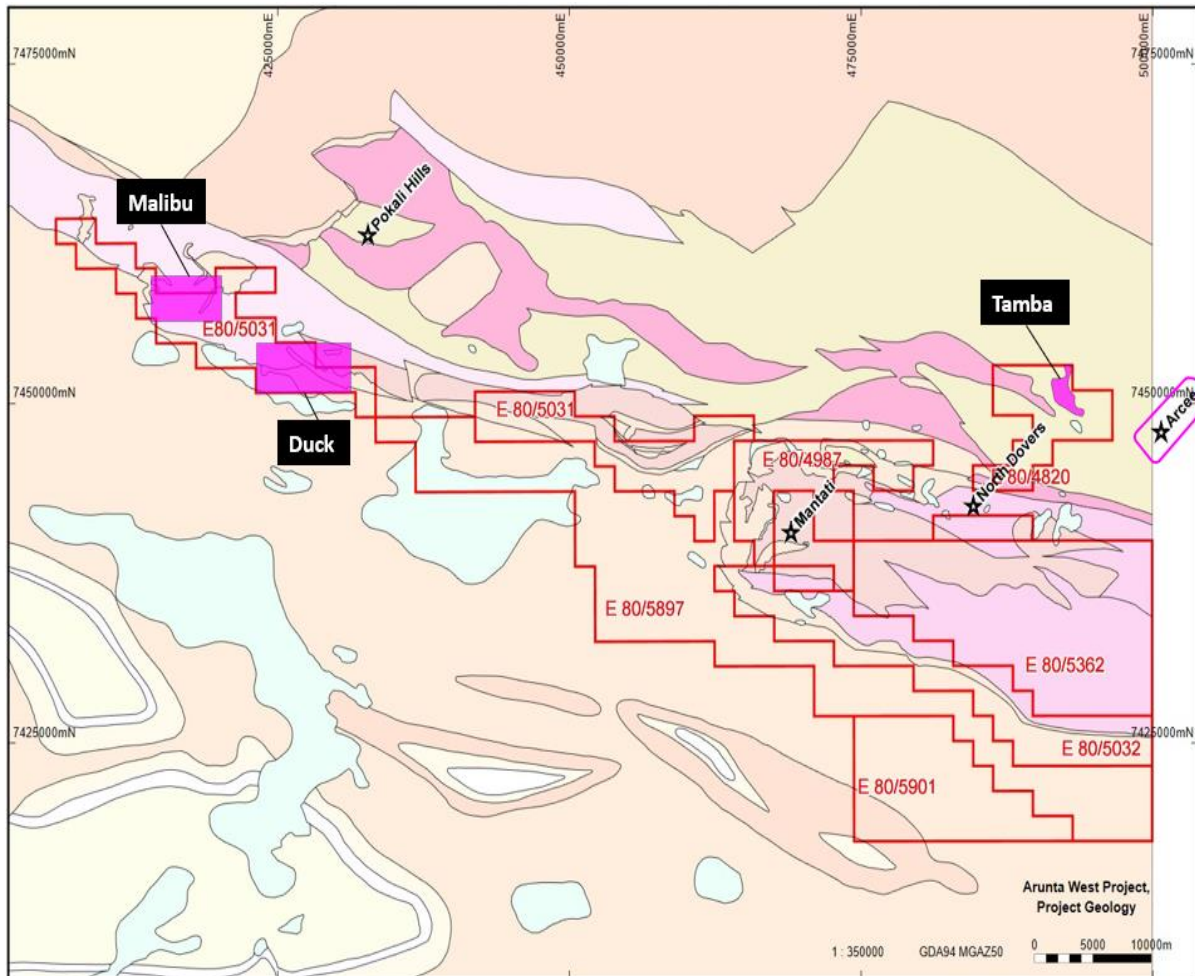 7475000mN
425000mE
450000mE
475000mE
500000mE
7475000mN
Malibu
Pokali Hills
Tamba
E80/5031
7450000mN
7450000mN
E 80/5031
Arcee
Duck
E 80/4987
North Dovers
80/4820
Mantati
E 80/5897
E 80/5362
7425000mN
7425000mN
E 80/5032
E 80/5901
Arunta West Project,
Project Geology
1 : 350000 GDA94 MGAZ50 0 5000 10000m